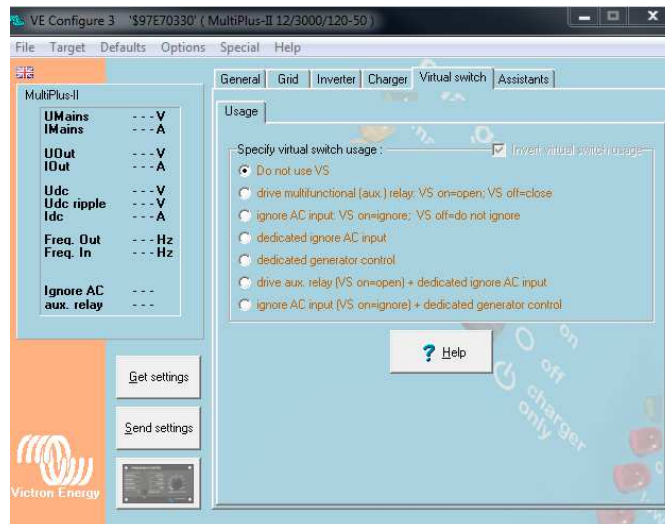 VE Configure 3 '$97E70330' ( MultiPlus-II 12/3000/120-50 )
File Target Defaults Options Special Help
General Grid Inverter Charger Virtual switch Assistants
MultiPlus-II
UMains - - - V
IMains - - - A
UOut - - - V
IOut - - - A
Udc - - - V
Udc ripple - - - V
Idc - - - A
Freq. Out - - - Hz
Freq. In - - - Hz
Ignore AC - - -
aux. relay - - -
Get settings
Send settings
Victron Energy
Usage
Specify virtual switch usage :
Invert virtual switch usage
Do not use VS
drive multifunctional (aux.) relay: VS on=open; VS off=close
ignore AC input: VS on=ignore; VS off=do not ignore
dedicated ignore AC input
dedicated generator control
drive aux. relay (VS on=open) + dedicated ignore AC input
ignore AC input (VS on=ignore) + dedicated generator control
? Help
on
off
charger
only